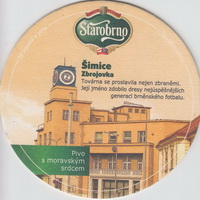 Starobrno
Šimice
Zbrojovka
Továrna se proslavila nejen zbraněmi.
Její jméno zdobilo dresy nejúspěšnějších
generací brněnského fotbalu.
Pivo
s moravským
srdcem